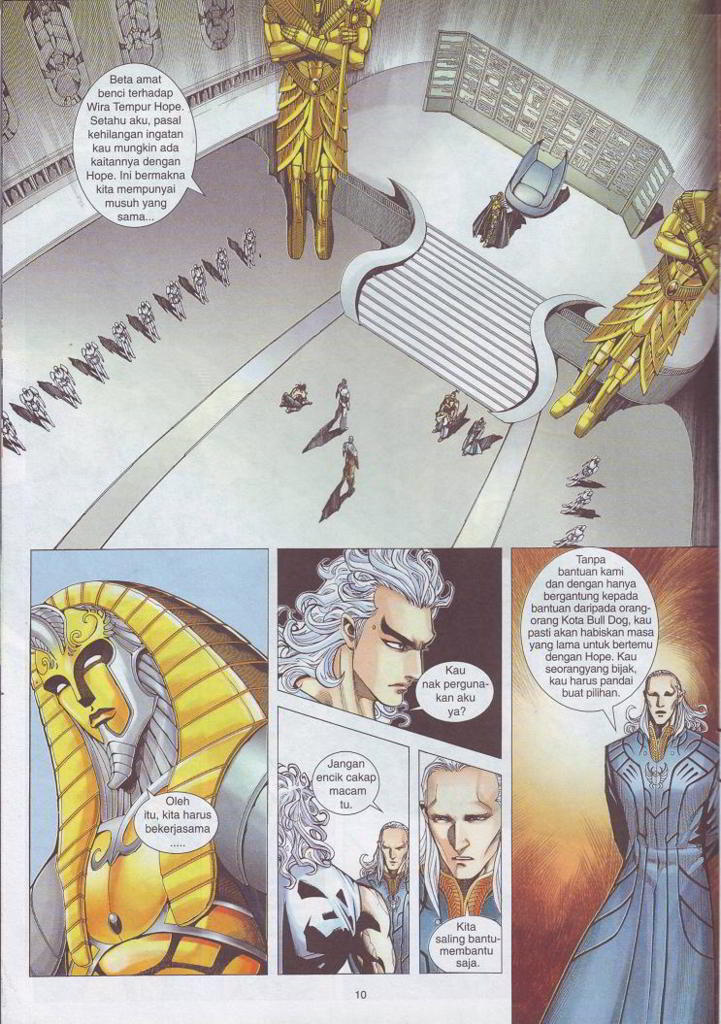 Beta amat
benci terhadap
Wira Tempur Hope.
Setahu aku, pasal
kehilangan ingatan
kau mungkin ada
kaitannya dengan
Hope. Ini bermakna
kita mempunyai
musuh yang
sama...
Oleh
itu, kita harus
bekerjasama
.....
Kau
nak perguna-
kan aku
ya?
Jangan
encik cakap
macam
tu.
Kita
saling bantu-
membantu
saja.
Tanpa
bantuan kami
dan dengan hanya
bergantung kepada
bantuan daripada orang-
orang Kota Bull Dog, kau
pasti akan habiskan masa
yang lama untuk bertemu
dengan Hope. Kau
seorangyang bijak,
kau harus pandai
buat pilihan.
10